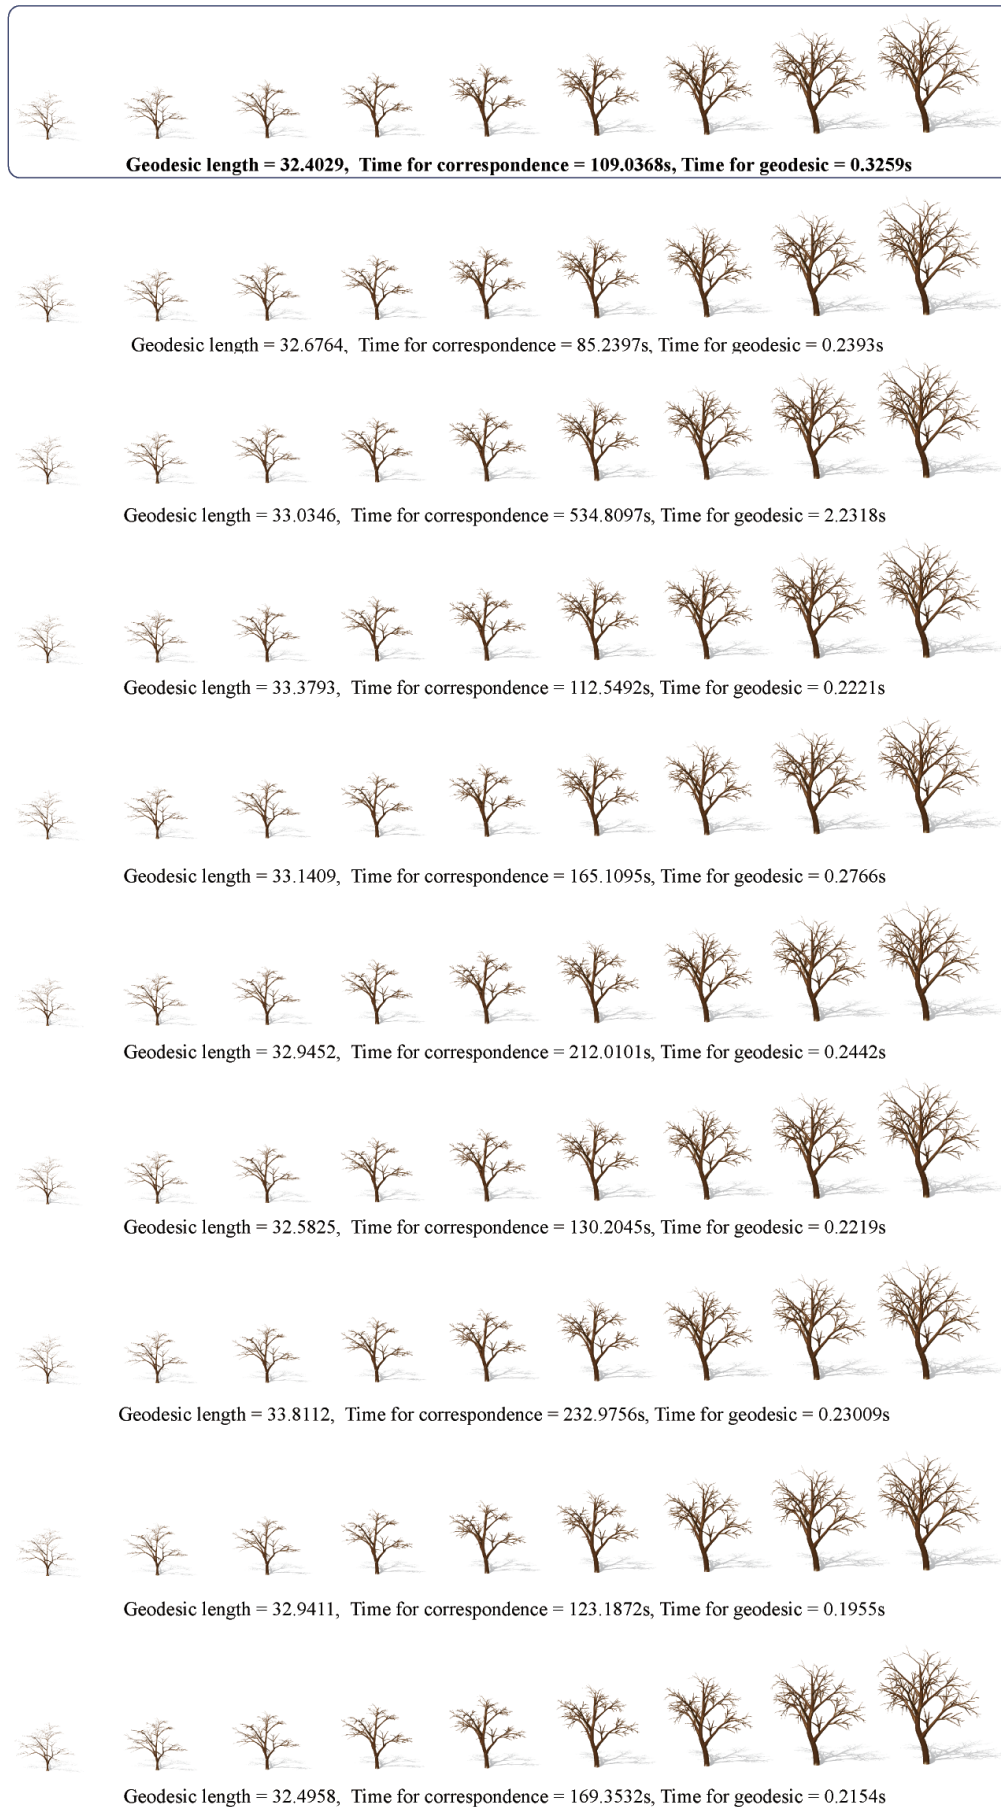 Geodesic length = 32.4029, Time for correspondence = 109.0368s, Time for geodesic = 0.3259s
Geodesic length = 32.6764, Time for correspondence = 85.2397s, Time for geodesic = 0.2393s
Geodesic length = 33.0346, Time for correspondence = 534.8097s, Time for geodesic = 2.2318s
Geodesic length = 33.3793, Time for correspondence = 112.5492s, Time for geodesic = 0.2221s
Geodesic length = 33.1409, Time for correspondence = 165.1095s, Time for geodesic = 0.2766s
Geodesic length = 32.9452, Time for correspondence = 212.0101s, Time for geodesic = 0.2442s
Geodesic length = 32.5825, Time for correspondence = 130.2045s, Time for geodesic = 0.2219s
Geodesic length = 33.8112, Time for correspondence = 232.9756s, Time for geodesic = 0.23009s
Geodesic length = 32.9411, Time for correspondence = 123.1872s, Time for geodesic = 0.1955s
Geodesic length = 32.4958, Time for correspondence = 169.3532s, Time for geodesic = 0.2154s